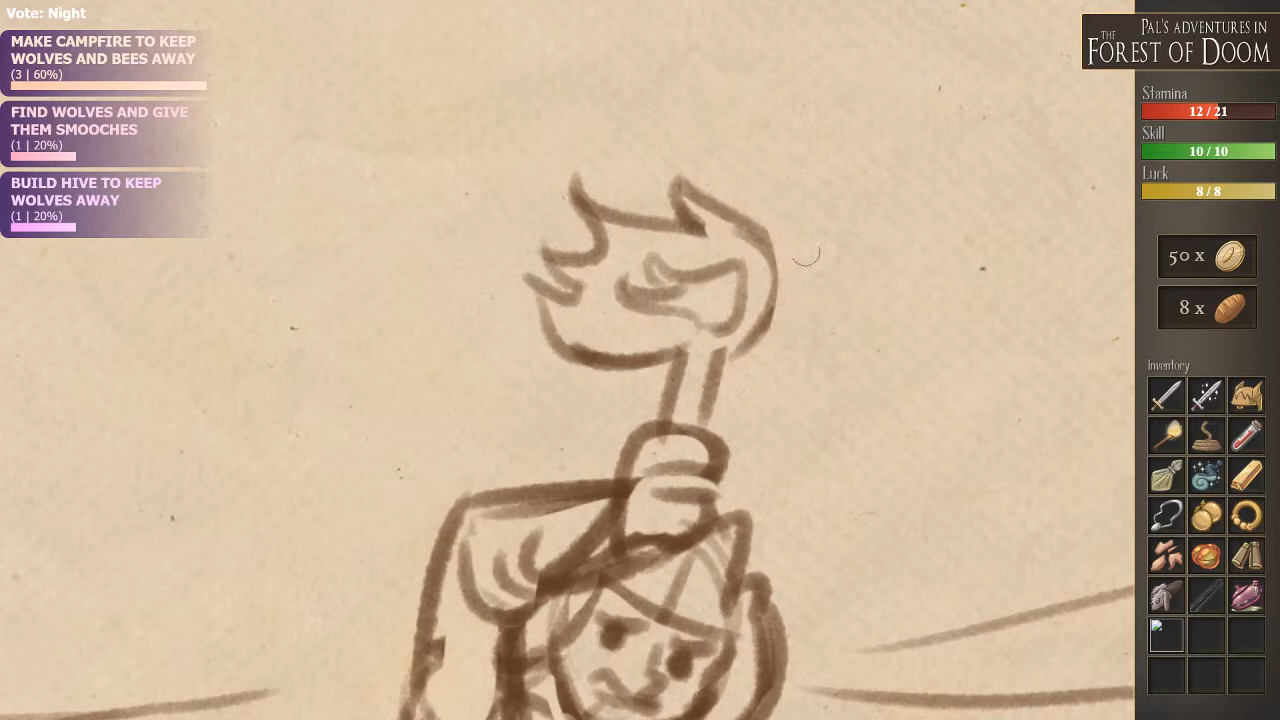 Vote: Night
MAKE CAMPFIRE TO KEEP
WOLVES AND BEES AWAY
(3 | 60%)
FIND WOLVES AND GIVE
THEM SMOOCHES
(1 | 20%)
BUILD HIVE TO KEEP
WOLVES AWAY
(1 | 20%)
PAL'S ADVENTURES IN
THE FOREST OF DOOM
Stamina
12 / 21
Skill
10 / 10
Luck
8 / 8
50 x
8 x
Inventory